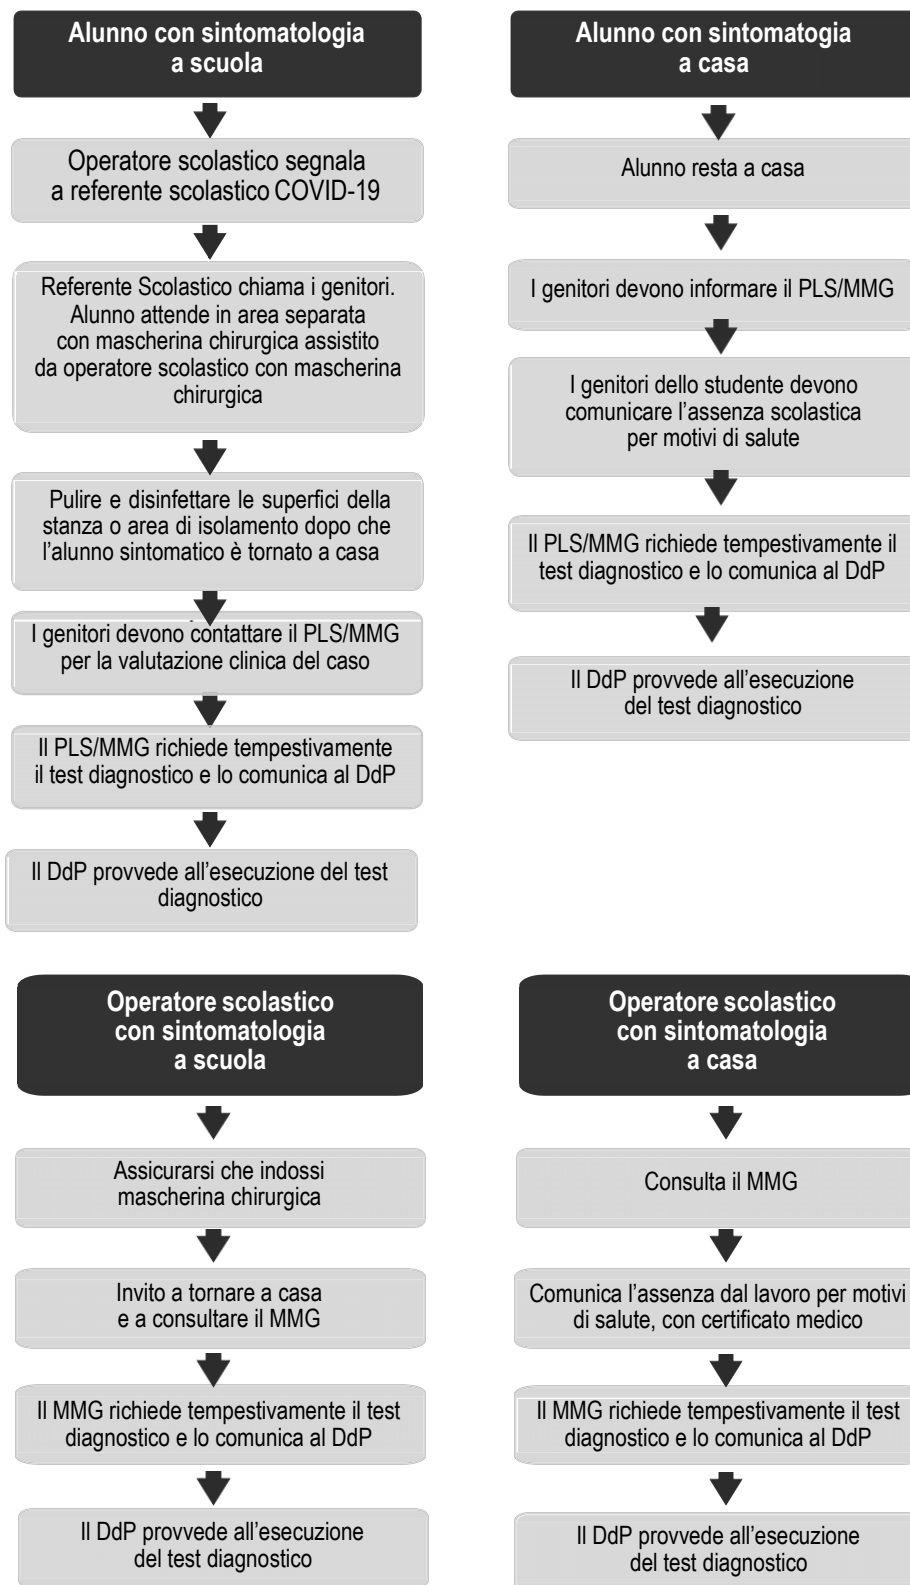 Alunno con sintomatologia
a scuola
Operatore scolastico segnala
a referente scolastico COVID-19
Referente Scolastico chiama i genitori.
Alunno attende in area separata
con mascherina chirurgica assistito
da operatore scolastico con mascherina
chirurgica
Pulire e disinfettare le superfici della
stanza o area di isolamento dopo che
l’alunno sintomatico è tornato a casa
I genitori devono contattare il PLS/MMG
per la valutazione clinica del caso
Il PLS/MMG richiede tempestivamente
il test diagnostico e lo comunica al DdP
Il DdP provvede all’esecuzione del test
diagnostico
Alunno con sintomatogia
a casa
Alunno resta a casa
I genitori devono informare il PLS/MMG
I genitori dello studente devono
comunicare l’assenza scolastica
per motivi di salute
Il PLS/MMG richiede tempestivamente il
test diagnostico e lo comunica al DdP
Il DdP provvede all’esecuzione
del test diagnostico
Operatore scolastico
con sintomatologia
a scuola
Assicurarsi che indossi
mascherina chirurgica
Invito a tornare a casa
e a consultare il MMG
Il MMG richiede tempestivamente il test
diagnostico e lo comunica al DdP
Il DdP provvede all’esecuzione
del test diagnostico
Operatore scolastico
con sintomatologia
a casa
Consulta il MMG
Comunica l’assenza dal lavoro per motivi
di salute, con certificato medico
Il MMG richiede tempestivamente il test
diagnostico e lo comunica al DdP
Il DdP provvede all’esecuzione
del test diagnostico